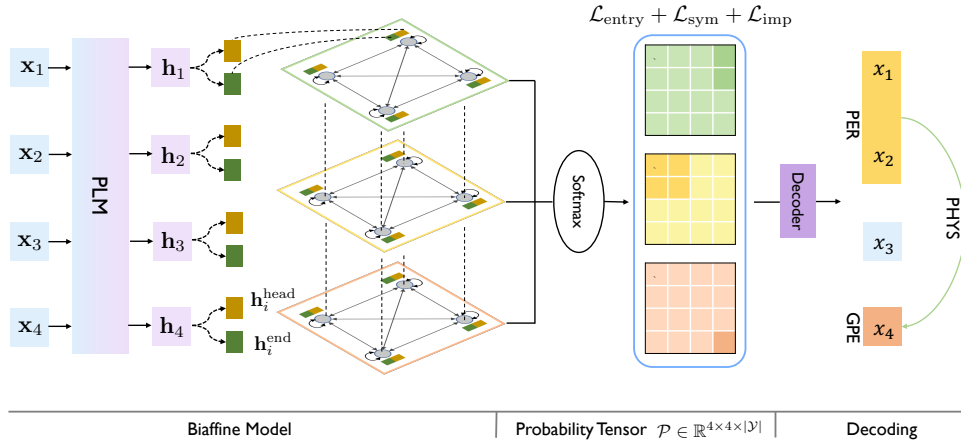 ℒ_entry + ℒ_sym + ℒ_imp
x₁
h₁
x₁
PER
x₂
h₂
x₂
PLM
Softmax
Decoder
PHYS
x₃
h₃
x₃
x₄
h₄
h_i^head
h_i^end
GPE
x₄
Biaffine Model
Probability Tensor 𝒫 ∈ ℝ^{4×4×|𝒴|}
Decoding